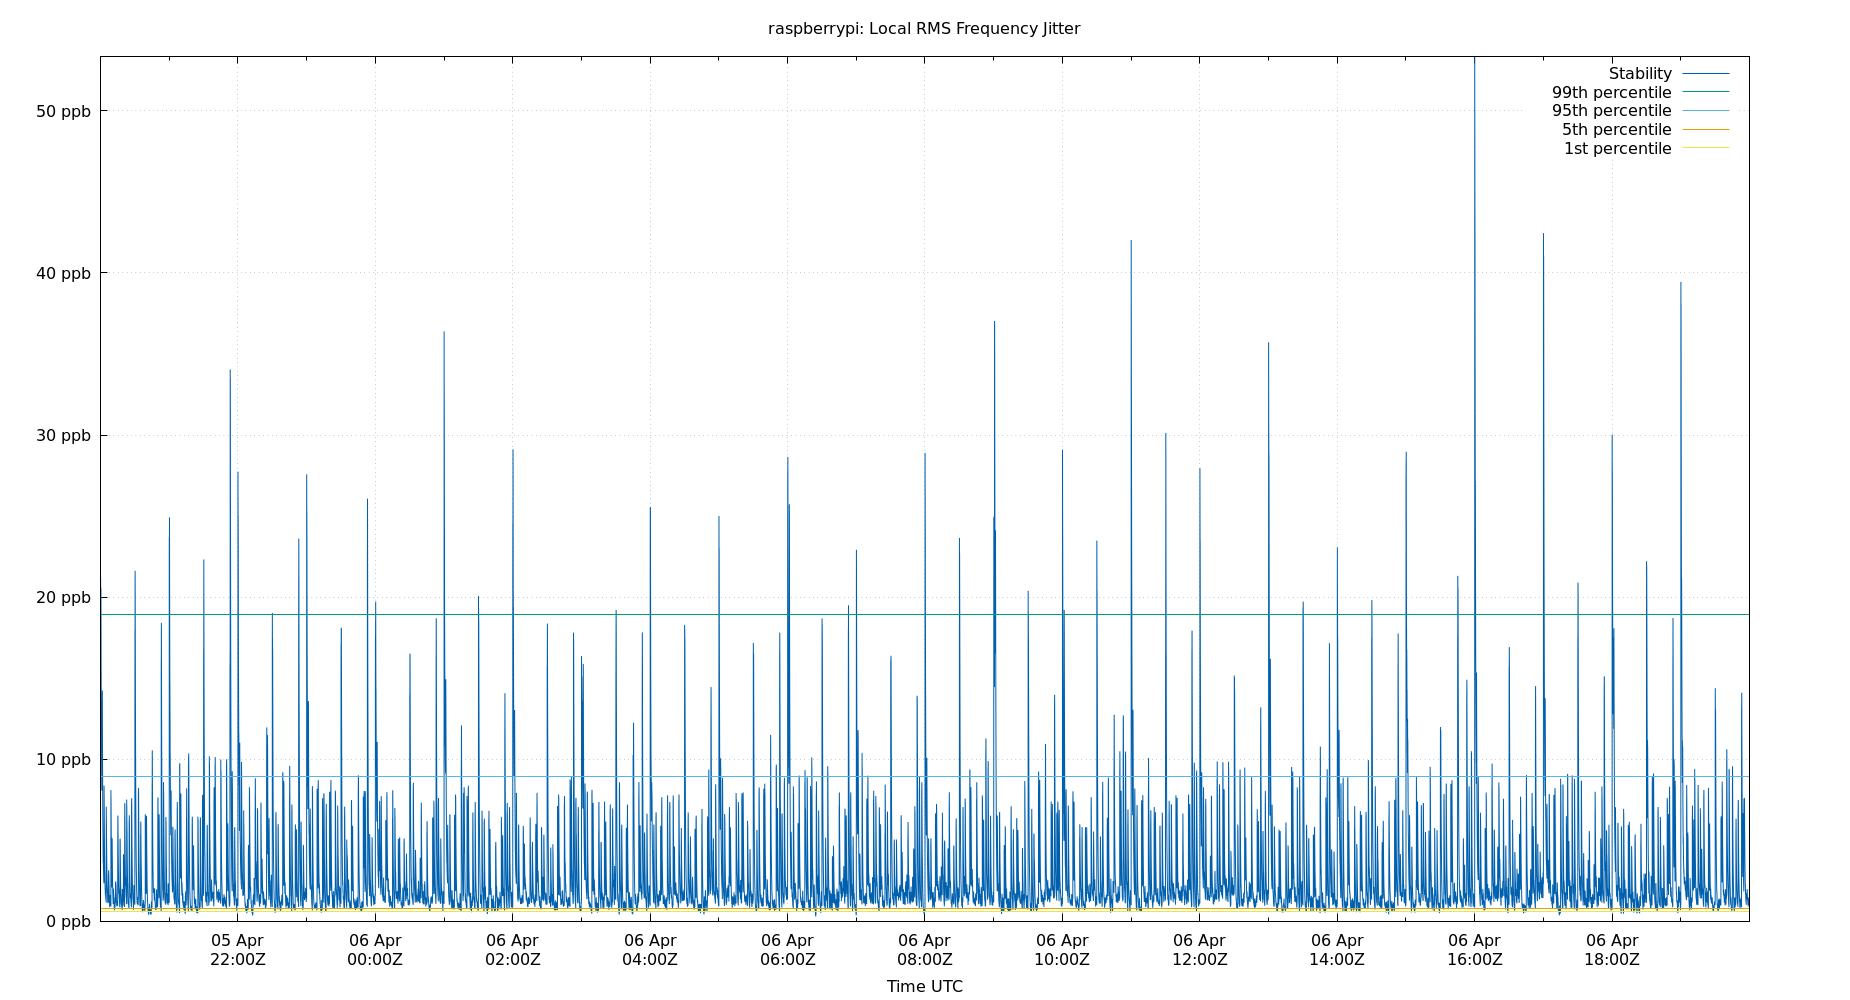 raspberrypi: Local RMS Frequency Jitter
Stability
99th percentile
95th percentile
5th percentile
1st percentile
50 ppb
40 ppb
30 ppb
20 ppb
10 ppb
0 ppb
05 Apr 06 Apr 06 Apr 06 Apr 06 Apr 06 Apr 06 Apr 06 Apr 06 Apr 06 Apr 06 Apr
22:00Z 00:00Z 02:00Z 04:00Z 06:00Z 08:00Z 10:00Z 12:00Z 14:00Z 16:00Z 18:00Z
Time UTC